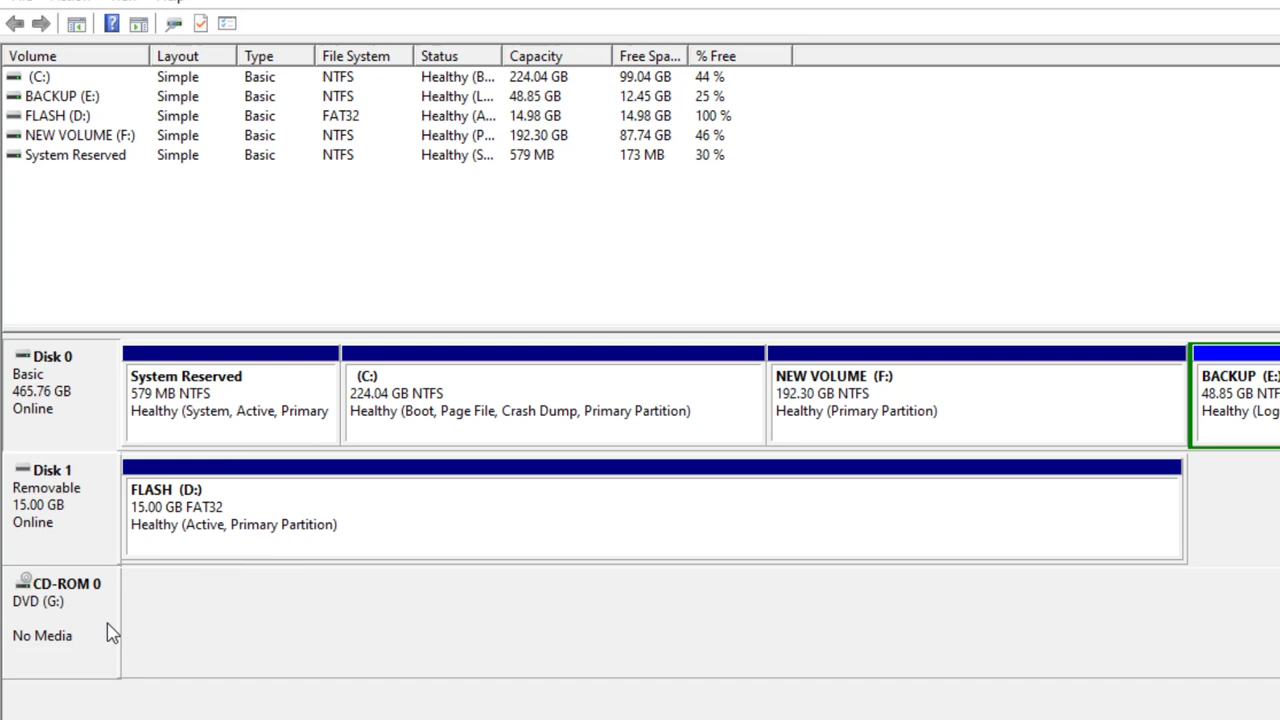 Volume Layout Type File System Status Capacity Free Spa... % Free
(C:) Simple Basic NTFS Healthy (B... 224.04 GB 99.04 GB 44 %
BACKUP (E:) Simple Basic NTFS Healthy (L... 48.85 GB 12.45 GB 25 %
FLASH (D:) Simple Basic FAT32 Healthy (A... 14.98 GB 14.98 GB 100 %
NEW VOLUME (F:) Simple Basic NTFS Healthy (P... 192.30 GB 87.74 GB 46 %
System Reserved Simple Basic NTFS Healthy (S... 579 MB 173 MB 30 %
Disk 0
Basic
465.76 GB
Online
System Reserved
579 MB NTFS
Healthy (System, Active, Primary
(C:)
224.04 GB NTFS
Healthy (Boot, Page File, Crash Dump, Primary Partition)
NEW VOLUME (F:)
192.30 GB NTFS
Healthy (Primary Partition)
BACKUP (E:
48.85 GB NTF
Healthy (Log
Disk 1
Removable
15.00 GB
Online
FLASH (D:)
15.00 GB FAT32
Healthy (Active, Primary Partition)
CD-ROM 0
DVD (G:)
No Media